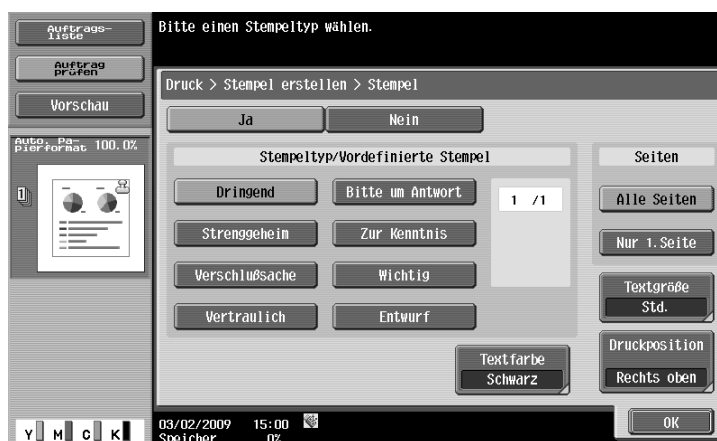 Auftrags-
liste
Auftrag
prüfen
Vorschau
Auto. Pa-
pierformat 100.0%
1
Bitte einen Stempeltyp wählen.
Druck > Stempel erstellen > Stempel
Ja Nein
Stempeltyp/Vordefinierte Stempel
Dringend Bitte um Antwort 1 /1
Strenggeheim Zur Kenntnis
Verschlußsache Wichtig
Vertraulich Entwurf
Seiten
Alle Seiten
Nur 1.Seite
Textgröße
Std.
Druckposition
Rechts oben
Textfarbe
Schwarz
Y M C K
03/02/2009 15:00
Speicher 0%
OK